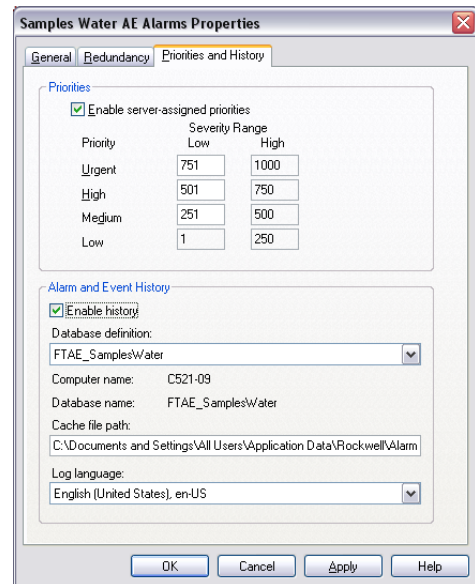 Samples Water AE Alarms Properties
General Redundancy Priorities and History
Priorities
Enable server-assigned priorities
Severity Range
Priority Low High
Urgent 751 1000
High 501 750
Medium 251 500
Low 1 250
Alarm and Event History
Enable history
Database definition:
FTAE_SamplesWater
Computer name: C521-09
Database name: FTAE_SamplesWater
Cache file path:
C:\Documents and Settings\All Users\Application Data\Rockwell\Alarm
Log language:
English (United States), en-US
OK Cancel Apply Help